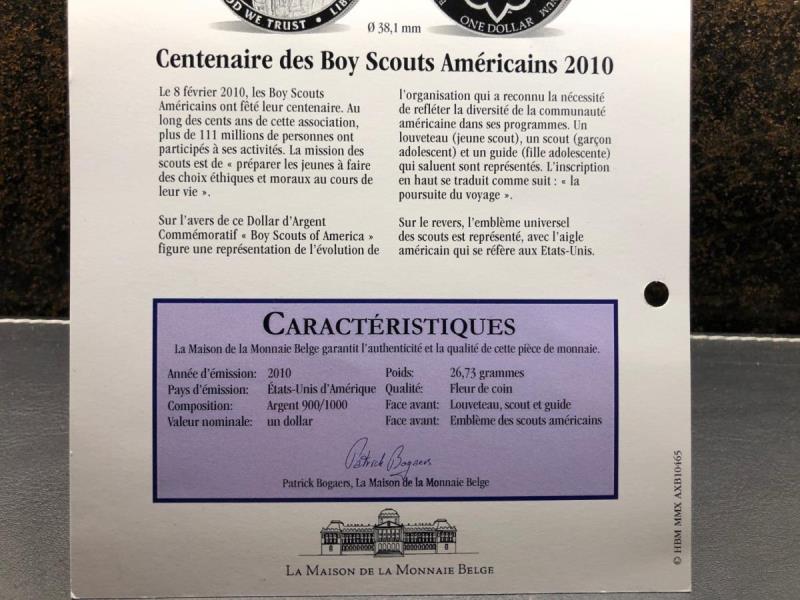 OD WE TRUST • LIB
Ø 38,1 mm
ONE DOLLAR
Centenaire des Boy Scouts Américains 2010
Le 8 février 2010, les Boy Scouts
Américains ont fêté leur centenaire. Au
long des cents ans de cette association,
plus de 111 millions de personnes ont
participés à ses activités. La mission des
scouts est de « préparer les jeunes à faire
des choix éthiques et moraux au cours de
leur vie ».
Sur l'avers de ce Dollar d'Argent
Commémoratif « Boy Scouts of America »
figure une représentation de l'évolution de
l'organisation qui a reconnu la nécessité
de refléter la diversité de la communauté
américaine dans ses programmes. Un
louveteau (jeune scout), un scout (garçon
adolescent) et un guide (fille adolescente)
qui saluent sont représentés. L'inscription
en haut se traduit comme suit : « la
poursuite du voyage ».
Sur le revers, l'emblème universel
des scouts est représenté, avec l'aigle
américain qui se réfère aux Etats-Unis.
CARACTÉRISTIQUES
La Maison de la Monnaie Belge garantit l'authenticité et la qualité de cette pièce de monnaie.
Année d'émission: 2010 Poids: 26,73 grammes
Pays d'émission: États-Unis d'Amérique Qualité: Fleur de coin
Composition: Argent 900/1000 Face avant: Louveteau, scout et guide
Valeur nominale: un dollar Face avant: Emblème des scouts américains
Patrick Bogaers
Patrick Bogaers, La Maison de la Monnaie Belge
LA MAISON DE LA MONNAIE BELGE
© HBM MMX AXB10465